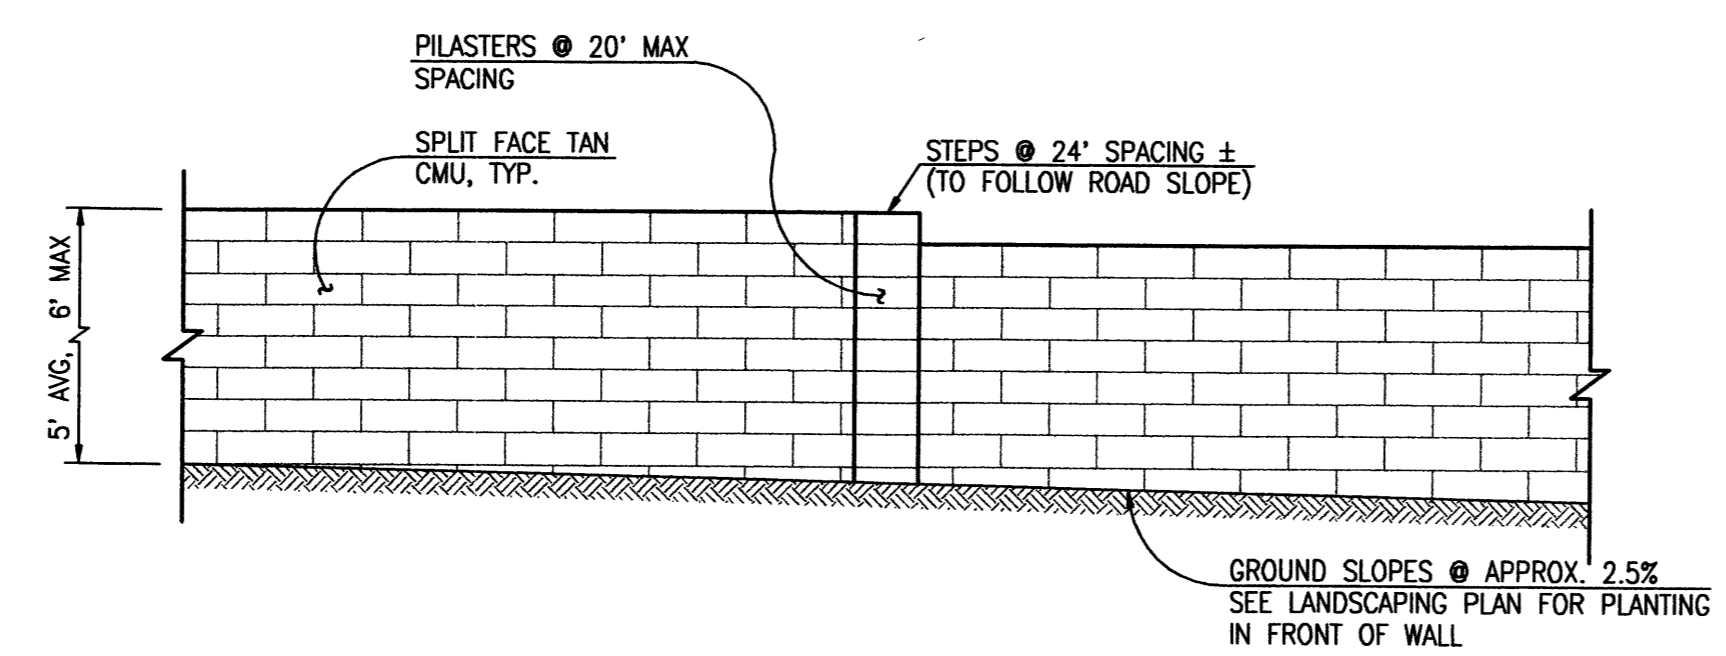 PILASTERS @ 20' MAX
SPACING
SPLIT FACE TAN
CMU, TYP.
STEPS @ 24' SPACING ±
(TO FOLLOW ROAD SLOPE)
5' AVG, 6' MAX
GROUND SLOPES @ APPROX. 2.5%
SEE LANDSCAPING PLAN FOR PLANTING
IN FRONT OF WALL